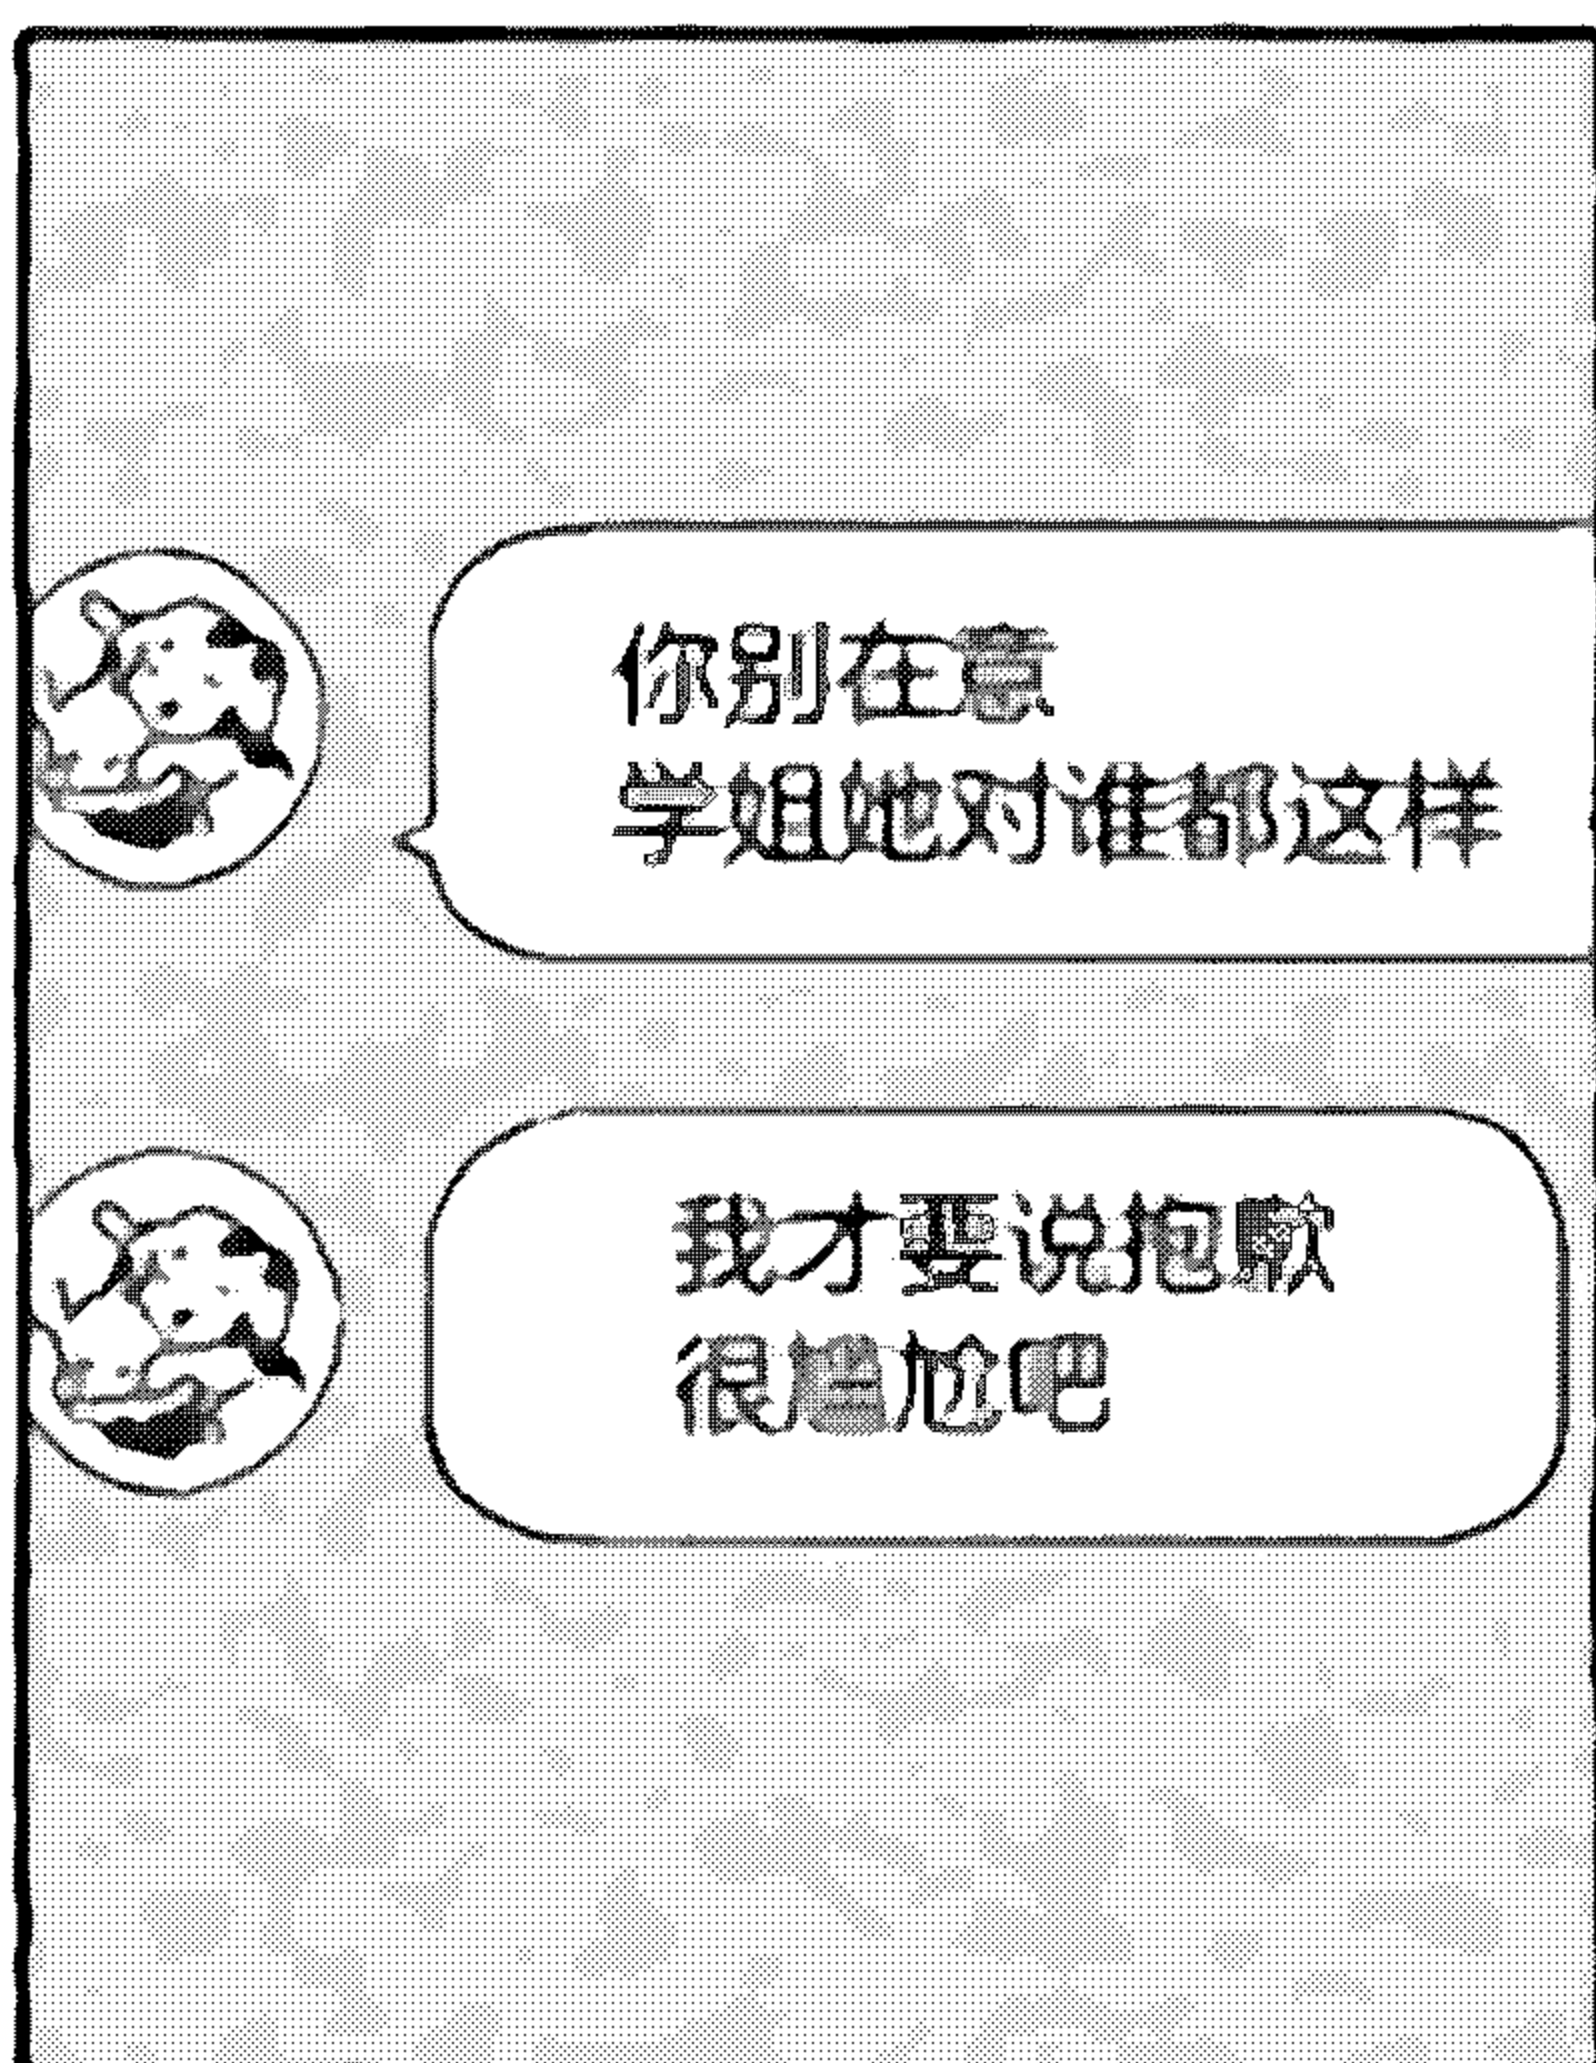 你别在意
学姐她对谁都这样
我才要说抱歉
很尴尬吧